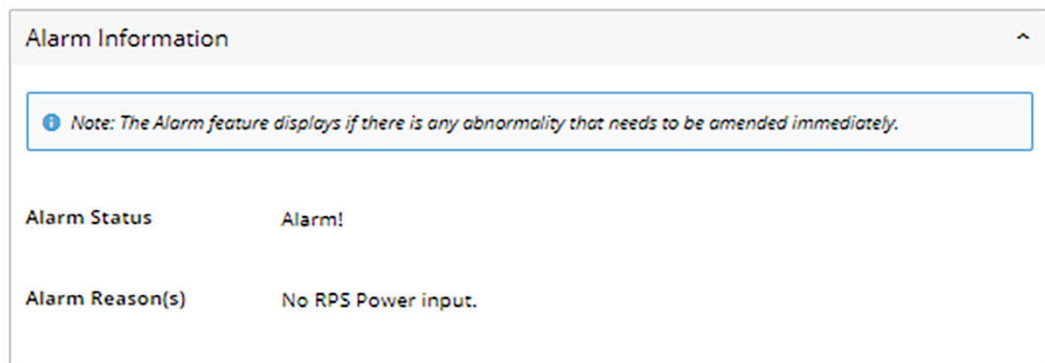 Alarm Information
Note: The Alarm feature displays if there is any abnormality that needs to be amended immediately.
Alarm Status Alarm!
Alarm Reason(s) No RPS Power input.